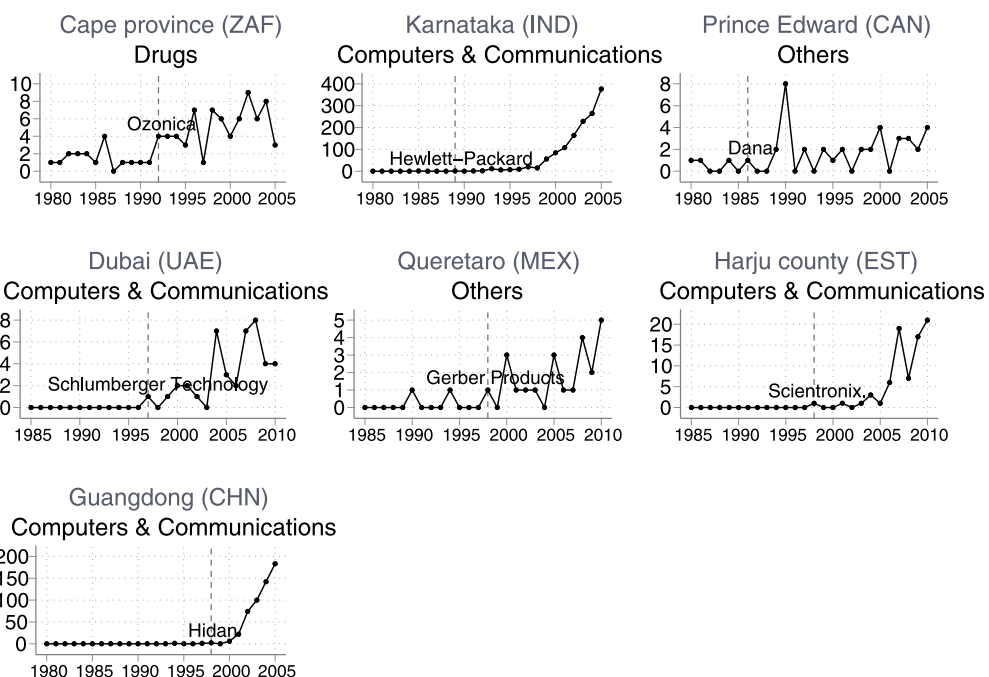 Cape province (ZAF)
Drugs
10
8
6
4
2
0
Ozonica
1980 1985 1990 1995 2000 2005
Karnataka (IND)
Computers & Communications
400
300
200
100
0
Hewlett−Packard
1980 1985 1990 1995 2000 2005
Prince Edward (CAN)
Others
8
6
4
2
0
Dana
1980 1985 1990 1995 2000 2005
Dubai (UAE)
Computers & Communications
8
6
4
2
0
Schlumberger Technology
1985 1990 1995 2000 2005 2010
Queretaro (MEX)
Others
5
4
3
2
1
0
Gerber Products
1985 1990 1995 2000 2005 2010
Harju county (EST)
Computers & Communications
20
15
10
5
0
Scientronix.
1985 1990 1995 2000 2005 2010
Guangdong (CHN)
Computers & Communications
200
150
100
50
0
Hidan
1980 1985 1990 1995 2000 2005